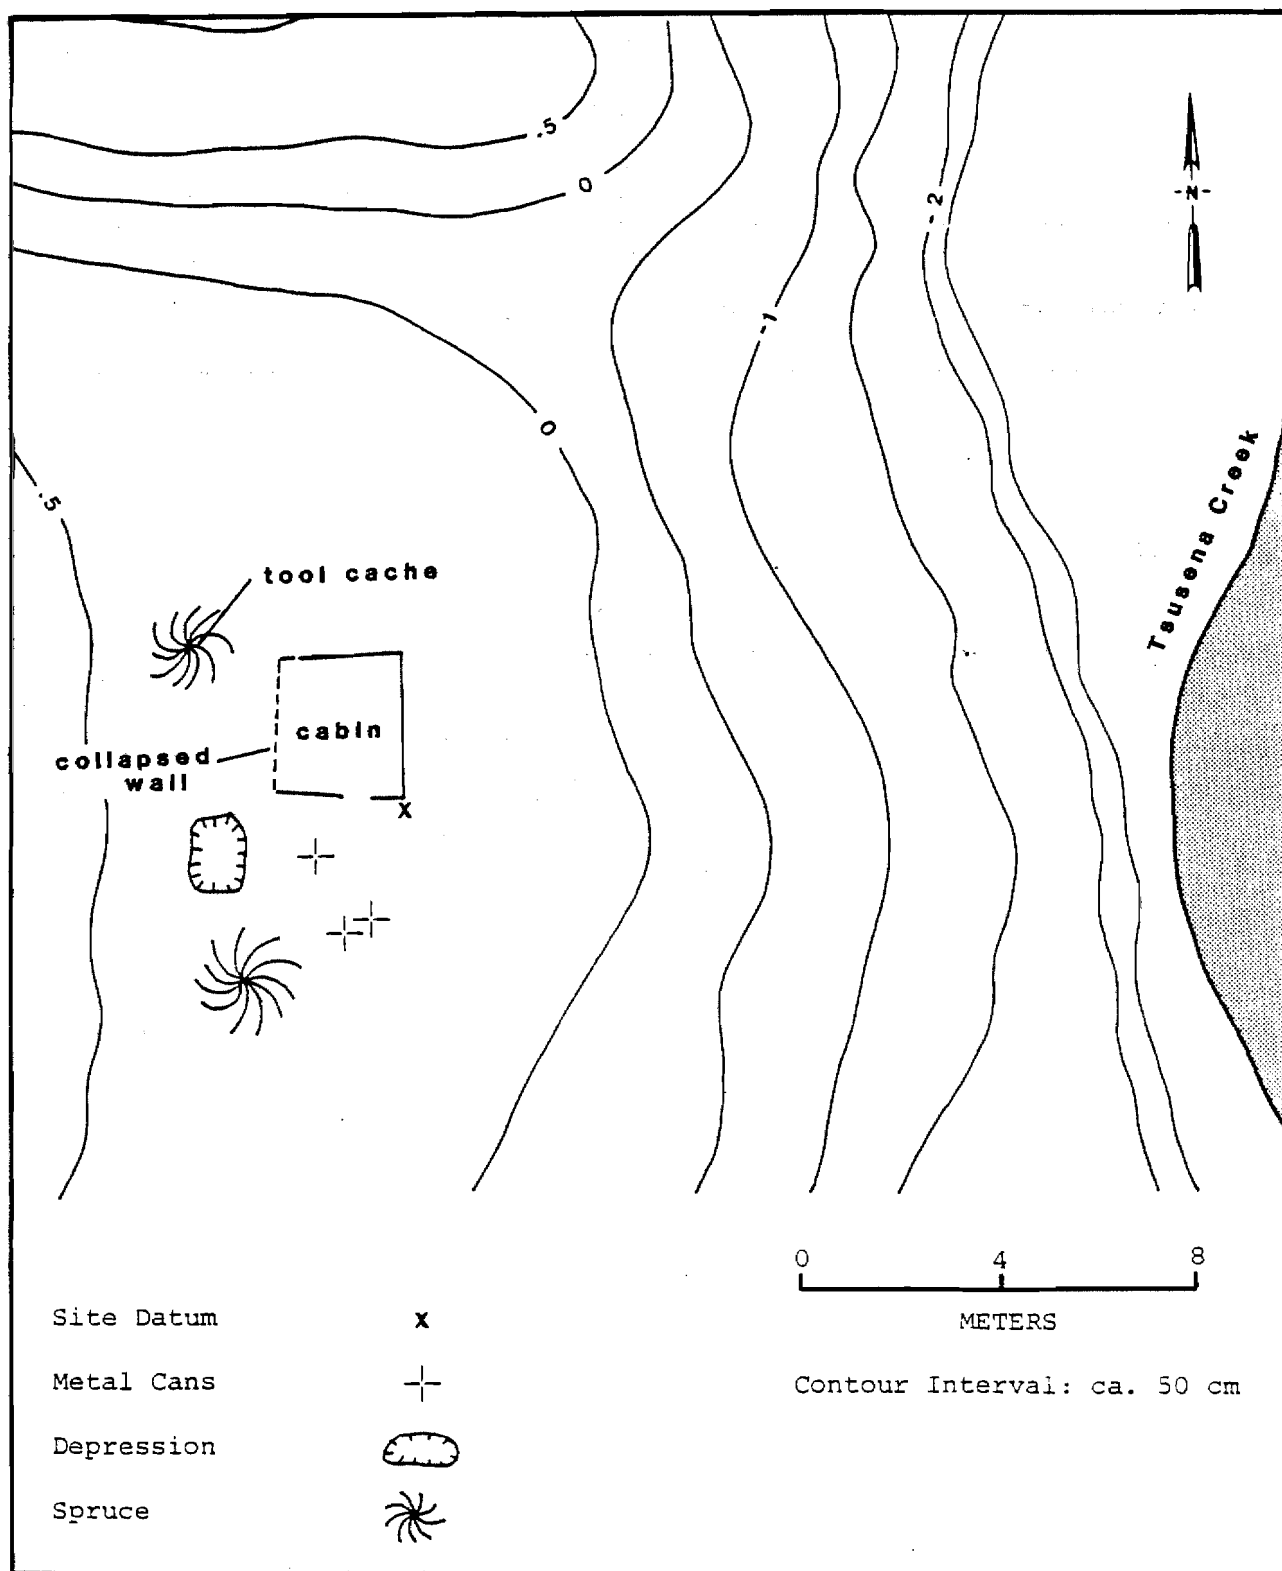 .5
0
-2
-N-
-1
0
.5
Tsusena Creek
tool cache
cabin
collapsed
wall
X
0 4 8
METERS
Site Datum X
Contour Interval: ca. 50 cm
Metal Cans
Depression
Spruce